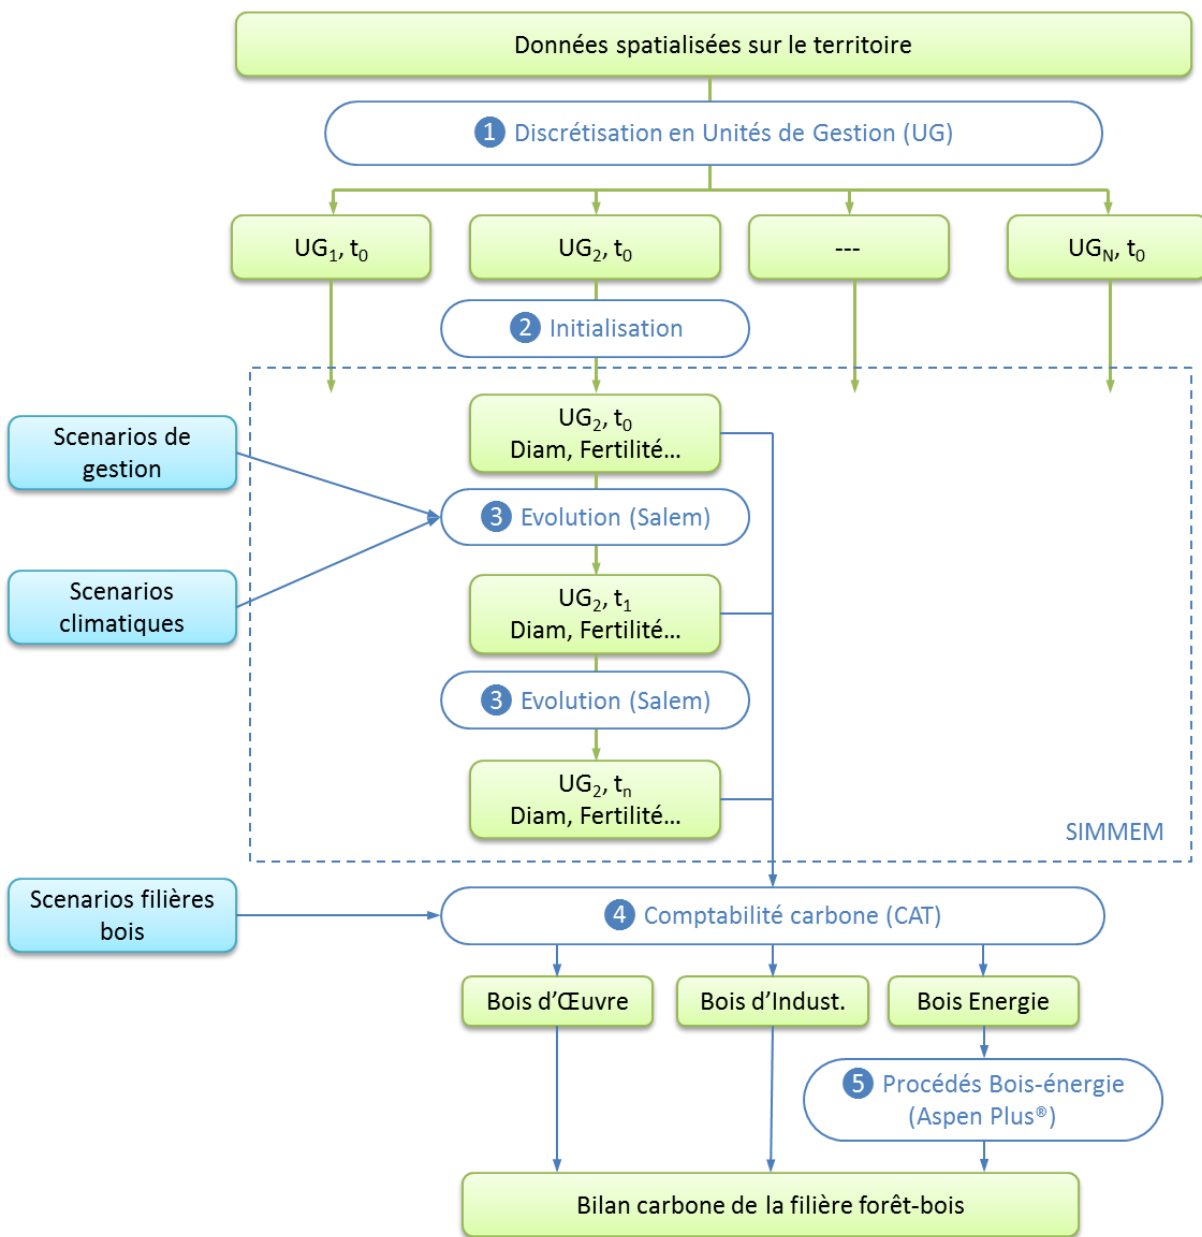 Données spatialisées sur le territoire
1 Discrétisation en Unités de Gestion (UG)
UG1, t0
UG2, t0
---
UGN, t0
2 Initialisation
UG2, t0
Diam, Fertilité...
Scenarios de
gestion
3 Evolution (Salem)
Scenarios
climatiques
UG2, t1
Diam, Fertilité...
3 Evolution (Salem)
UG2, tn
Diam, Fertilité...
SIMMEM
Scenarios filières
bois
4 Comptabilité carbone (CAT)
Bois d'Œuvre
Bois d'Indust.
Bois Energie
5 Procédés Bois-énergie
(Aspen Plus®)
Bilan carbone de la filière forêt-bois